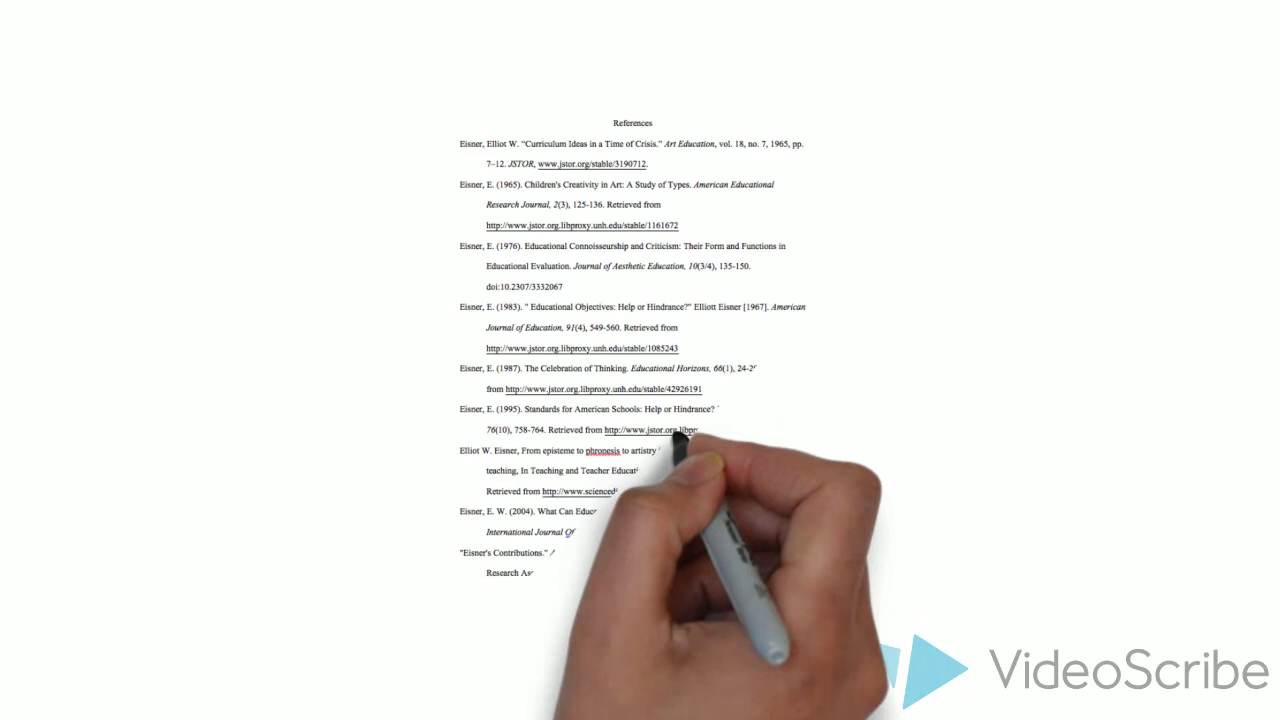 References
Eisner, Elliot W. “Curriculum Ideas in a Time of Crisis.” Art Education, vol. 18, no. 7, 1965, pp.
7–12. JSTOR, www.jstor.org/stable/3190712.
Eisner, E. (1965). Children's Creativity in Art: A Study of Types. American Educational
Research Journal, 2(3), 125-136. Retrieved from
http://www.jstor.org.libproxy.unh.edu/stable/1161672
Eisner, E. (1976). Educational Connoisseurship and Criticism: Their Form and Functions in
Educational Evaluation. Journal of Aesthetic Education, 10(3/4), 135-150.
doi:10.2307/3332067
Eisner, E. (1983). " Educational Objectives: Help or Hindrance?" Elliott Eisner [1967]. American
Journal of Education, 91(4), 549-560. Retrieved from
http://www.jstor.org.libproxy.unh.edu/stable/1085243
Eisner, E. (1987). The Celebration of Thinking. Educational Horizons, 66(1),
from http://www.jstor.org.libproxy.unh.edu/stable/42926191
Eisner, E. (1995). Standards for American Schools: Help or Hindrance?
76(10), 758-764. Retrieved from
Elliot W. Eisner, From episteme to phronesis to artistry
teaching, In Teaching and Teacher
Retrieved from
Eisner, E. W. (2004). What Can
International Journal Of
"Eisner's Contributions."
Research
VideoScribe